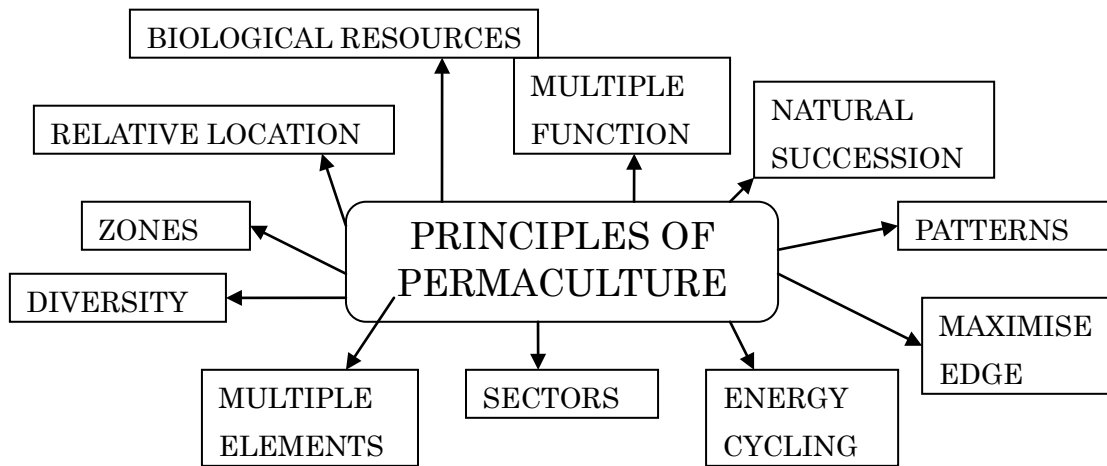 BIOLOGICAL RESOURCES
MULTIPLE
FUNCTION
NATURAL
SUCCESSION
RELATIVE LOCATION
ZONES
PRINCIPLES OF
PERMACULTURE
PATTERNS
DIVERSITY
MAXIMISE
EDGE
MULTIPLE
ELEMENTS
SECTORS
ENERGY
CYCLING